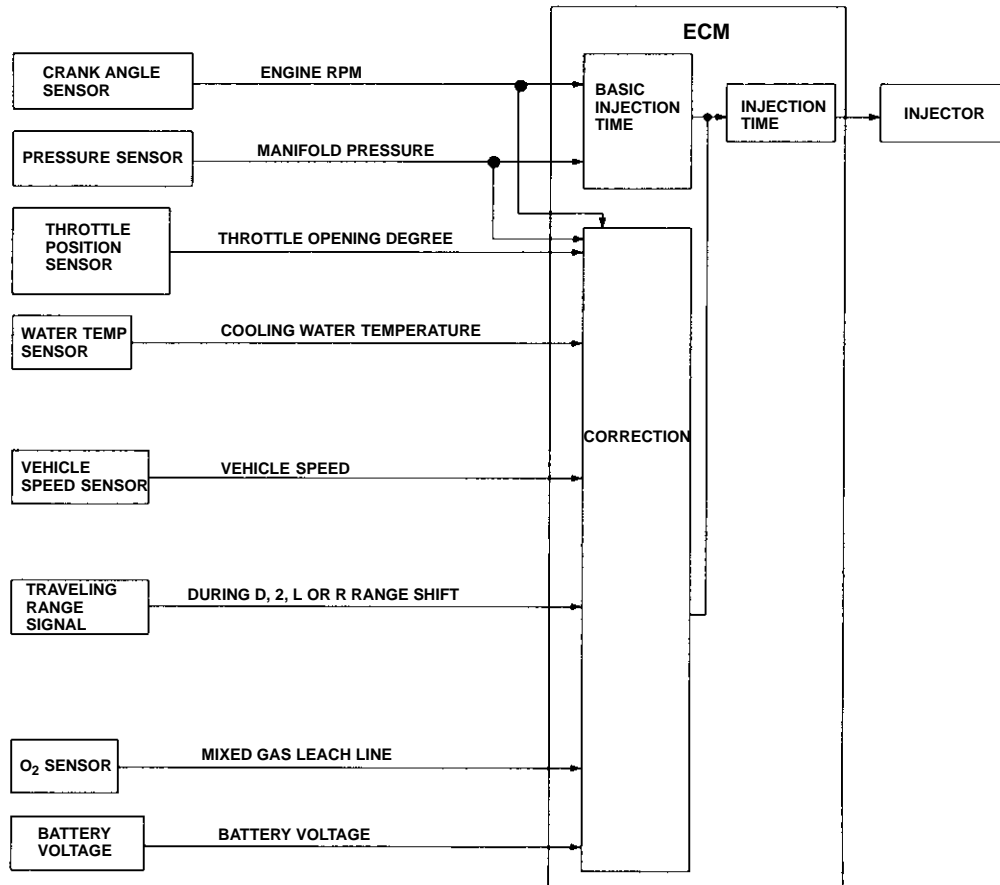 ECM
CRANK ANGLE
SENSOR
ENGINE RPM
BASIC
INJECTION
TIME
INJECTION
TIME
INJECTOR
PRESSURE SENSOR
MANIFOLD PRESSURE
THROTTLE
POSITION
SENSOR
THROTTLE OPENING DEGREE
WATER TEMP
SENSOR
COOLING WATER TEMPERATURE
CORRECTION
VEHICLE
SPEED SENSOR
VEHICLE SPEED
TRAVELING
RANGE
SIGNAL
DURING D, 2, L OR R RANGE SHIFT
O2 SENSOR
MIXED GAS LEACH LINE
BATTERY
VOLTAGE
BATTERY VOLTAGE